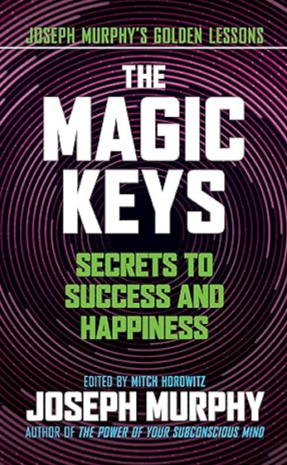 JOSEPH MURPHY'S GOLDEN LESSONS
THE
MAGIC
KEYS
SECRETS TO
SUCCESS AND
HAPPINESS
EDITED BY MITCH HOROWITZ
JOSEPH MURPHY
AUTHOR OF THE POWER OF YOUR SUBCONSCIOUS MIND